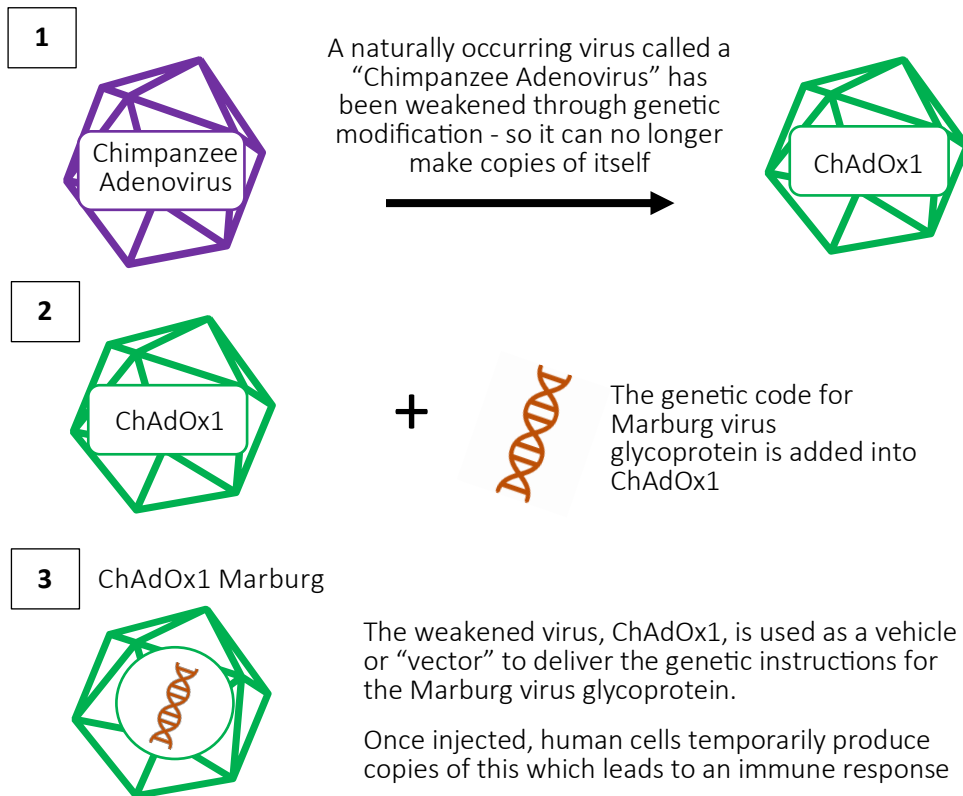 1
A naturally occurring virus called a
“Chimpanzee Adenovirus” has
been weakened through genetic
modification - so it can no longer
make copies of itself
Chimpanzee
Adenovirus
ChAdOx1
2
ChAdOx1
+
The genetic code for
Marburg virus
glycoprotein is added into
ChAdOx1
3
ChAdOx1 Marburg
The weakened virus, ChAdOx1, is used as a vehicle
or “vector” to deliver the genetic instructions for
the Marburg virus glycoprotein.
Once injected, human cells temporarily produce
copies of this which leads to an immune response